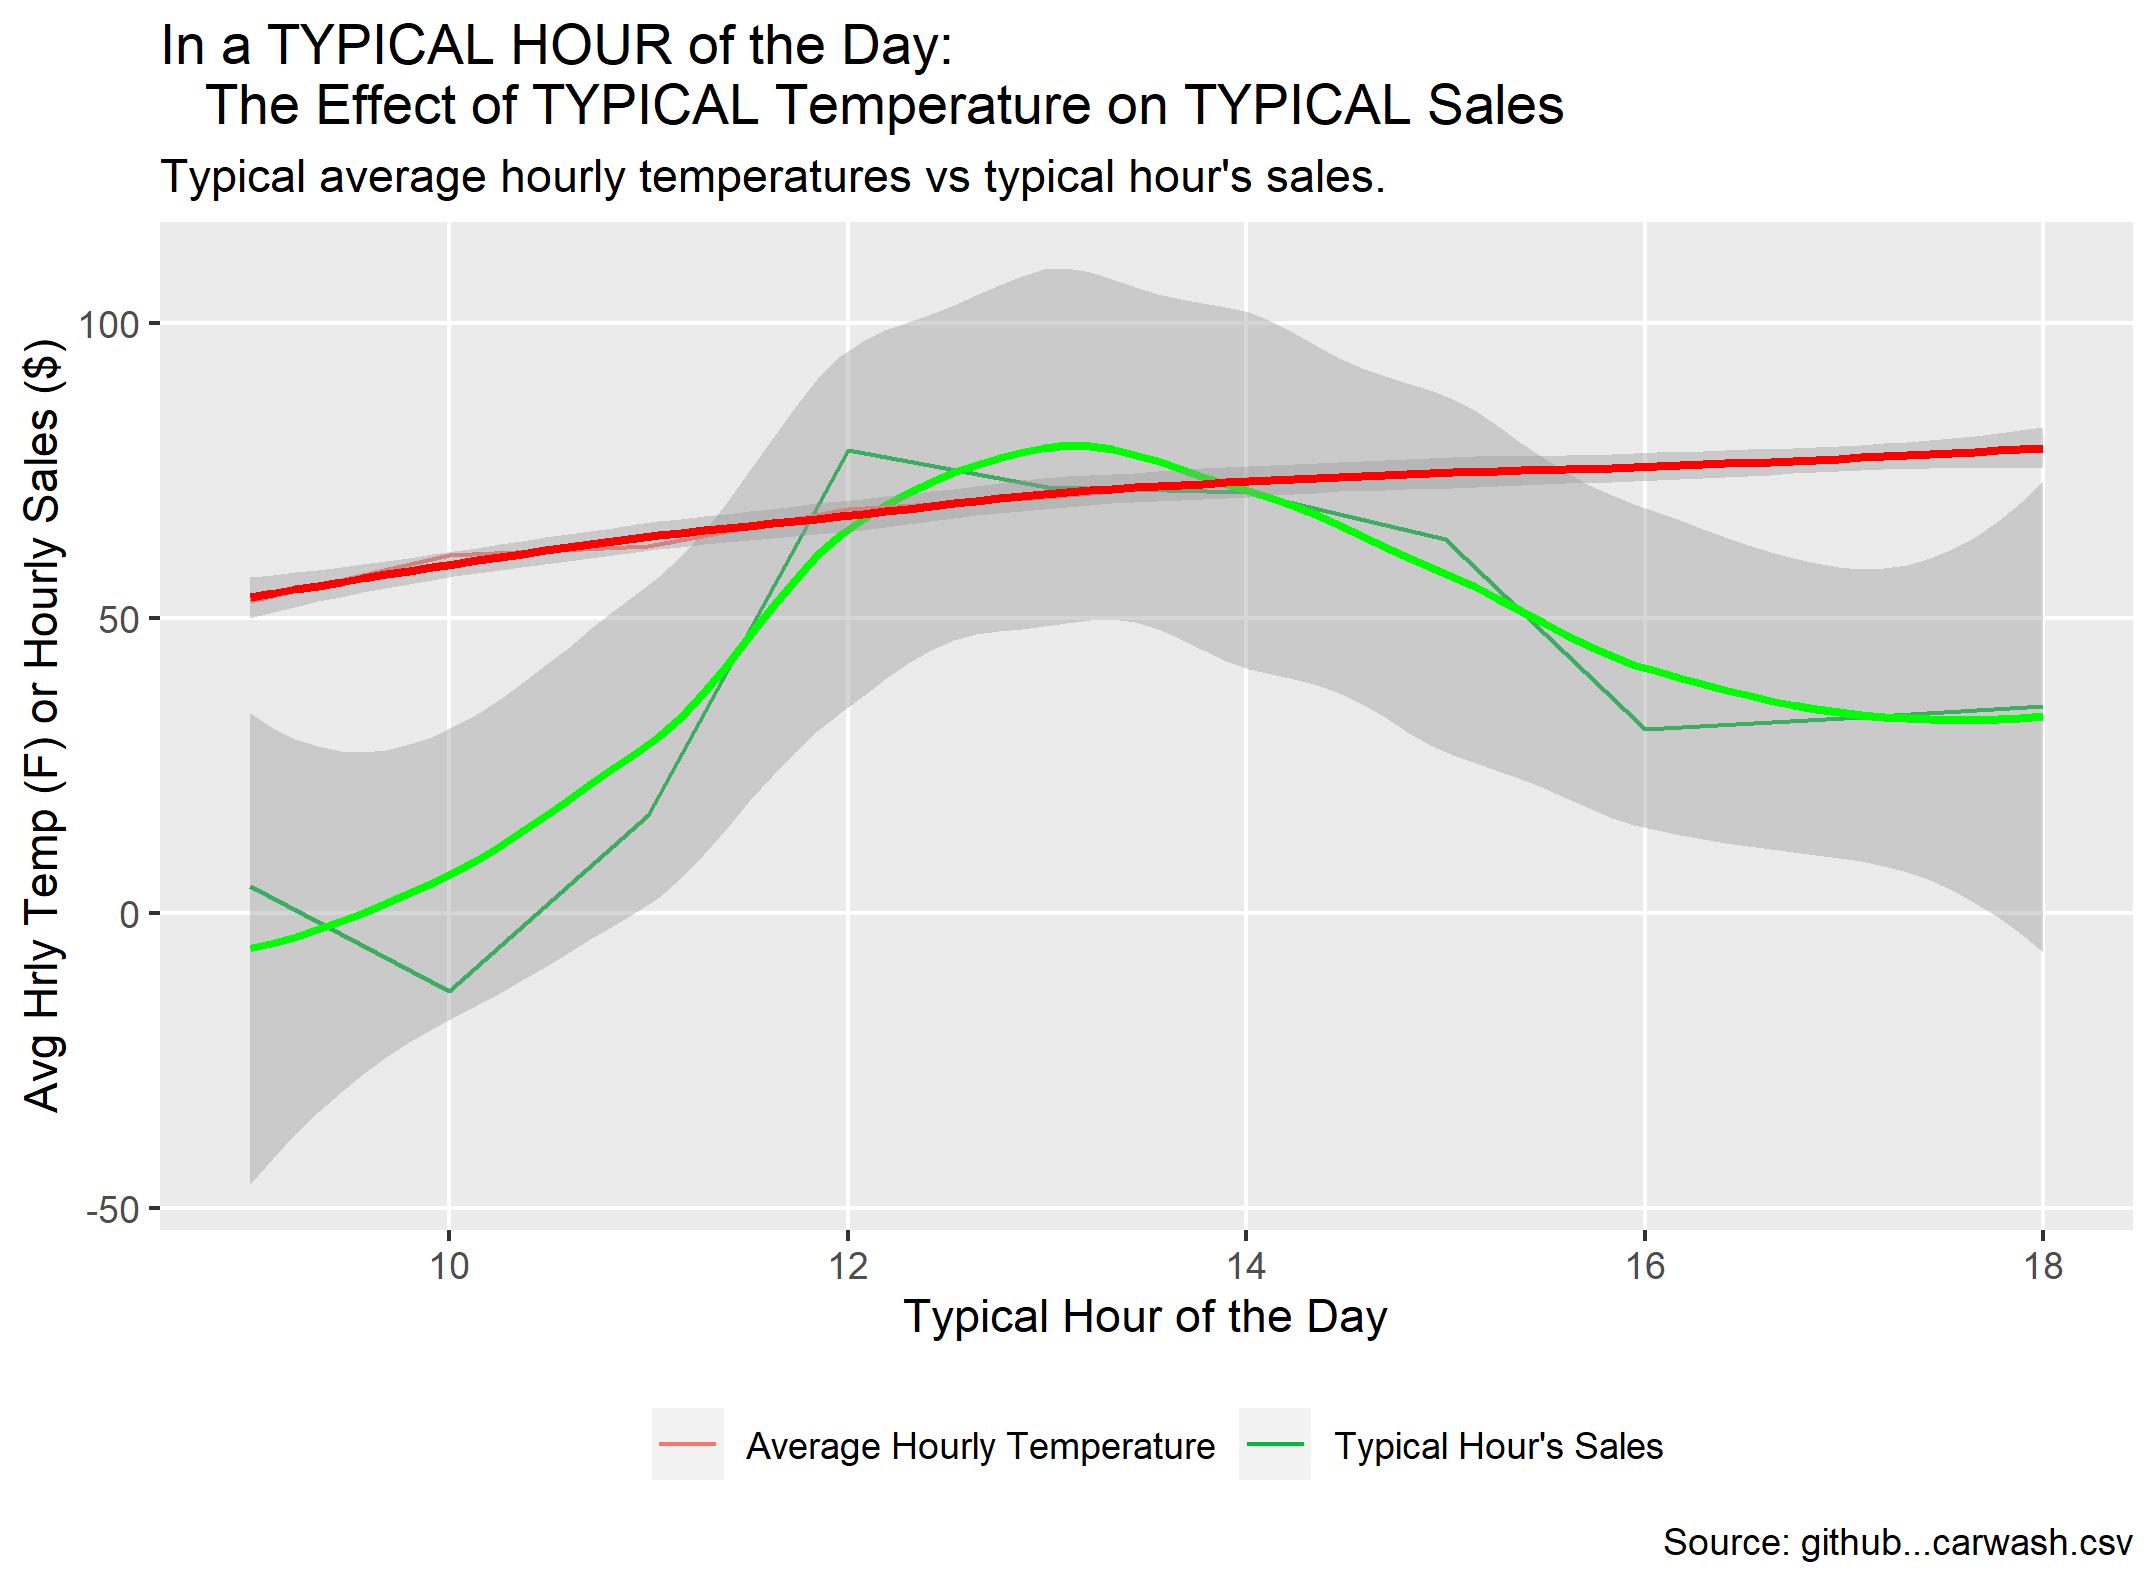 In a TYPICAL HOUR of the Day:
The Effect of TYPICAL Temperature on TYPICAL Sales
Typical average hourly temperatures vs typical hour's sales.
Avg Hrly Temp (F) or Hourly Sales ($)
100
50
0
-50
10 12 14 16 18
Typical Hour of the Day
Average Hourly Temperature Typical Hour's Sales
Source: github...carwash.csv